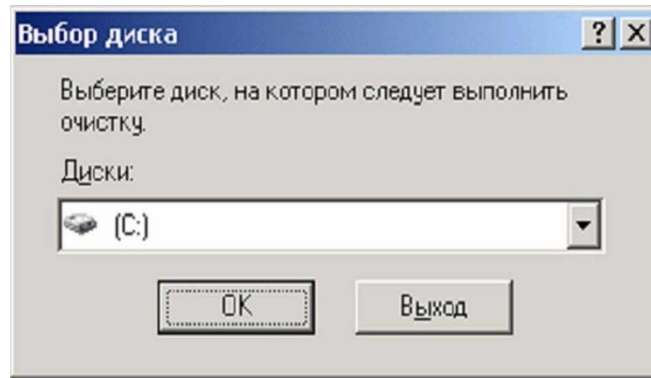 Выбор диска
Выберите диск, на котором следует выполнить
очистку.
Диски:
(C:)
OK
Выход